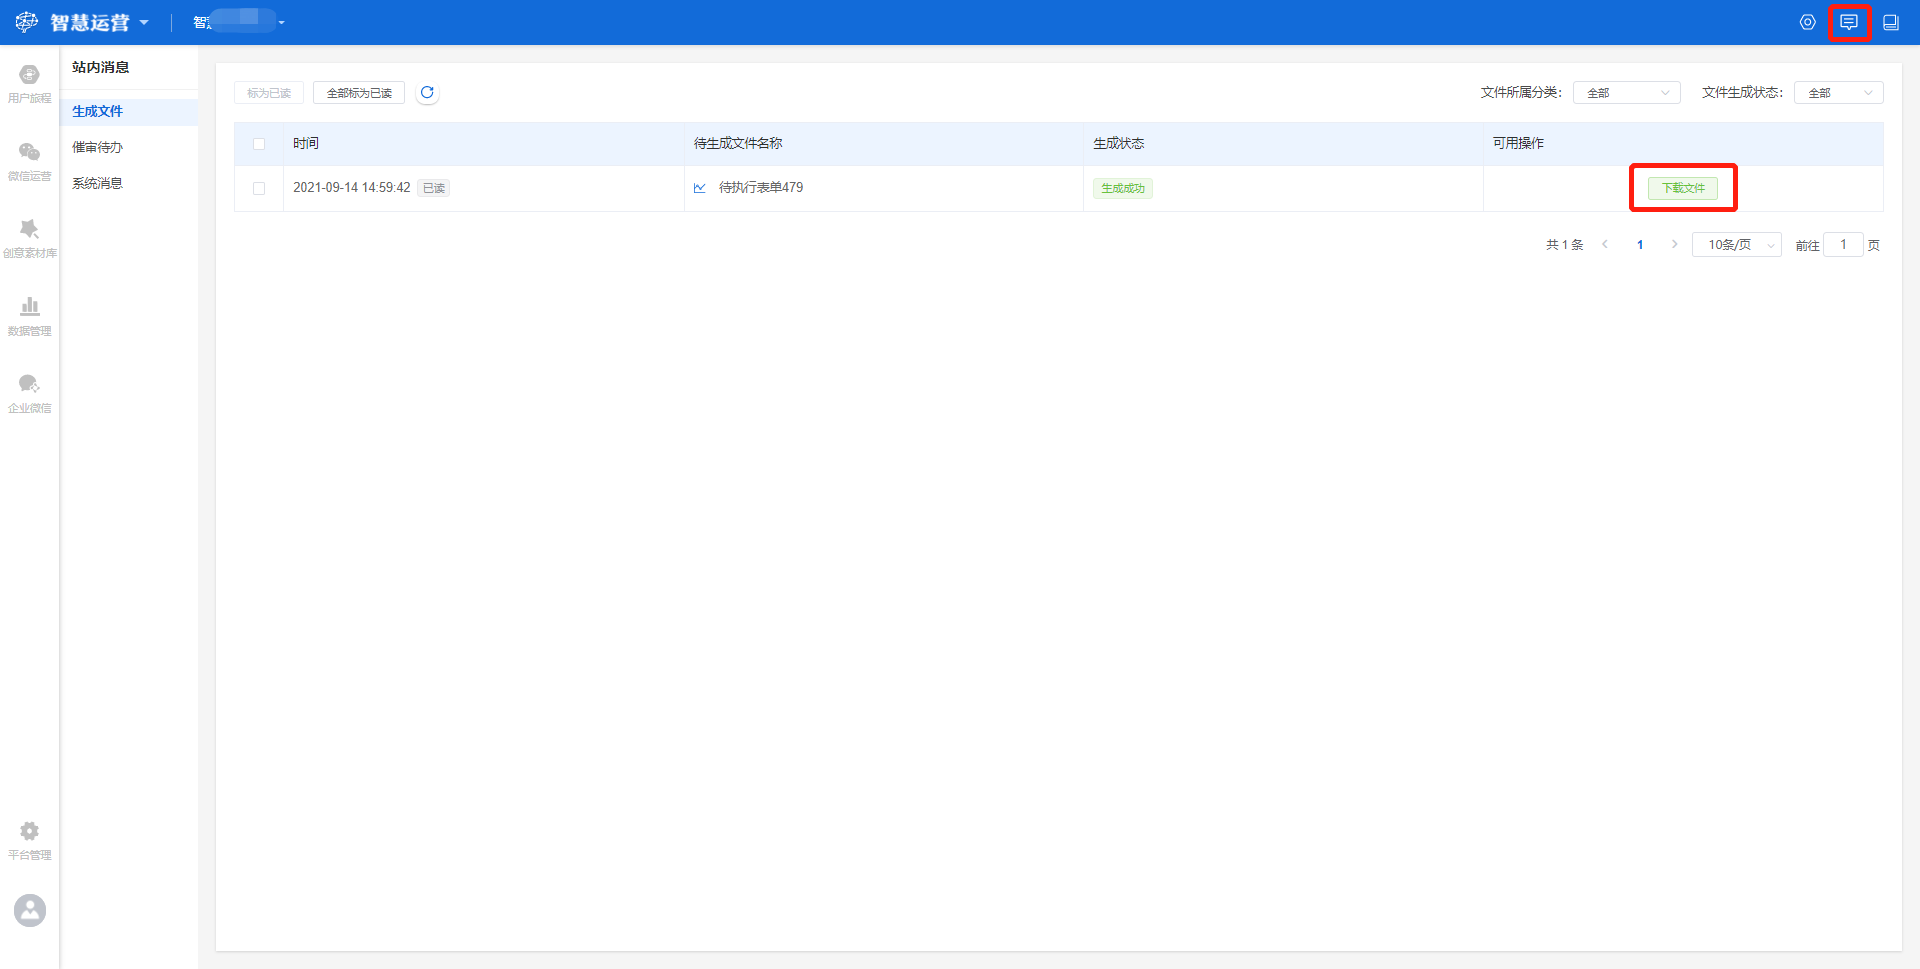 智慧运营
智
站内消息
生成文件
催审待办
系统消息
用户旅程
微信运营
创意素材库
数据管理
企业微信
平台管理
标为已读 全部标为已读 文件所属分类: 全部 文件生成状态: 全部
时间 待生成文件名称 生成状态 可用操作
2021-09-14 14:59:42 已读 待执行表单479 生成成功 下载文件
共 1 条 1 10条/页 前往 1 页